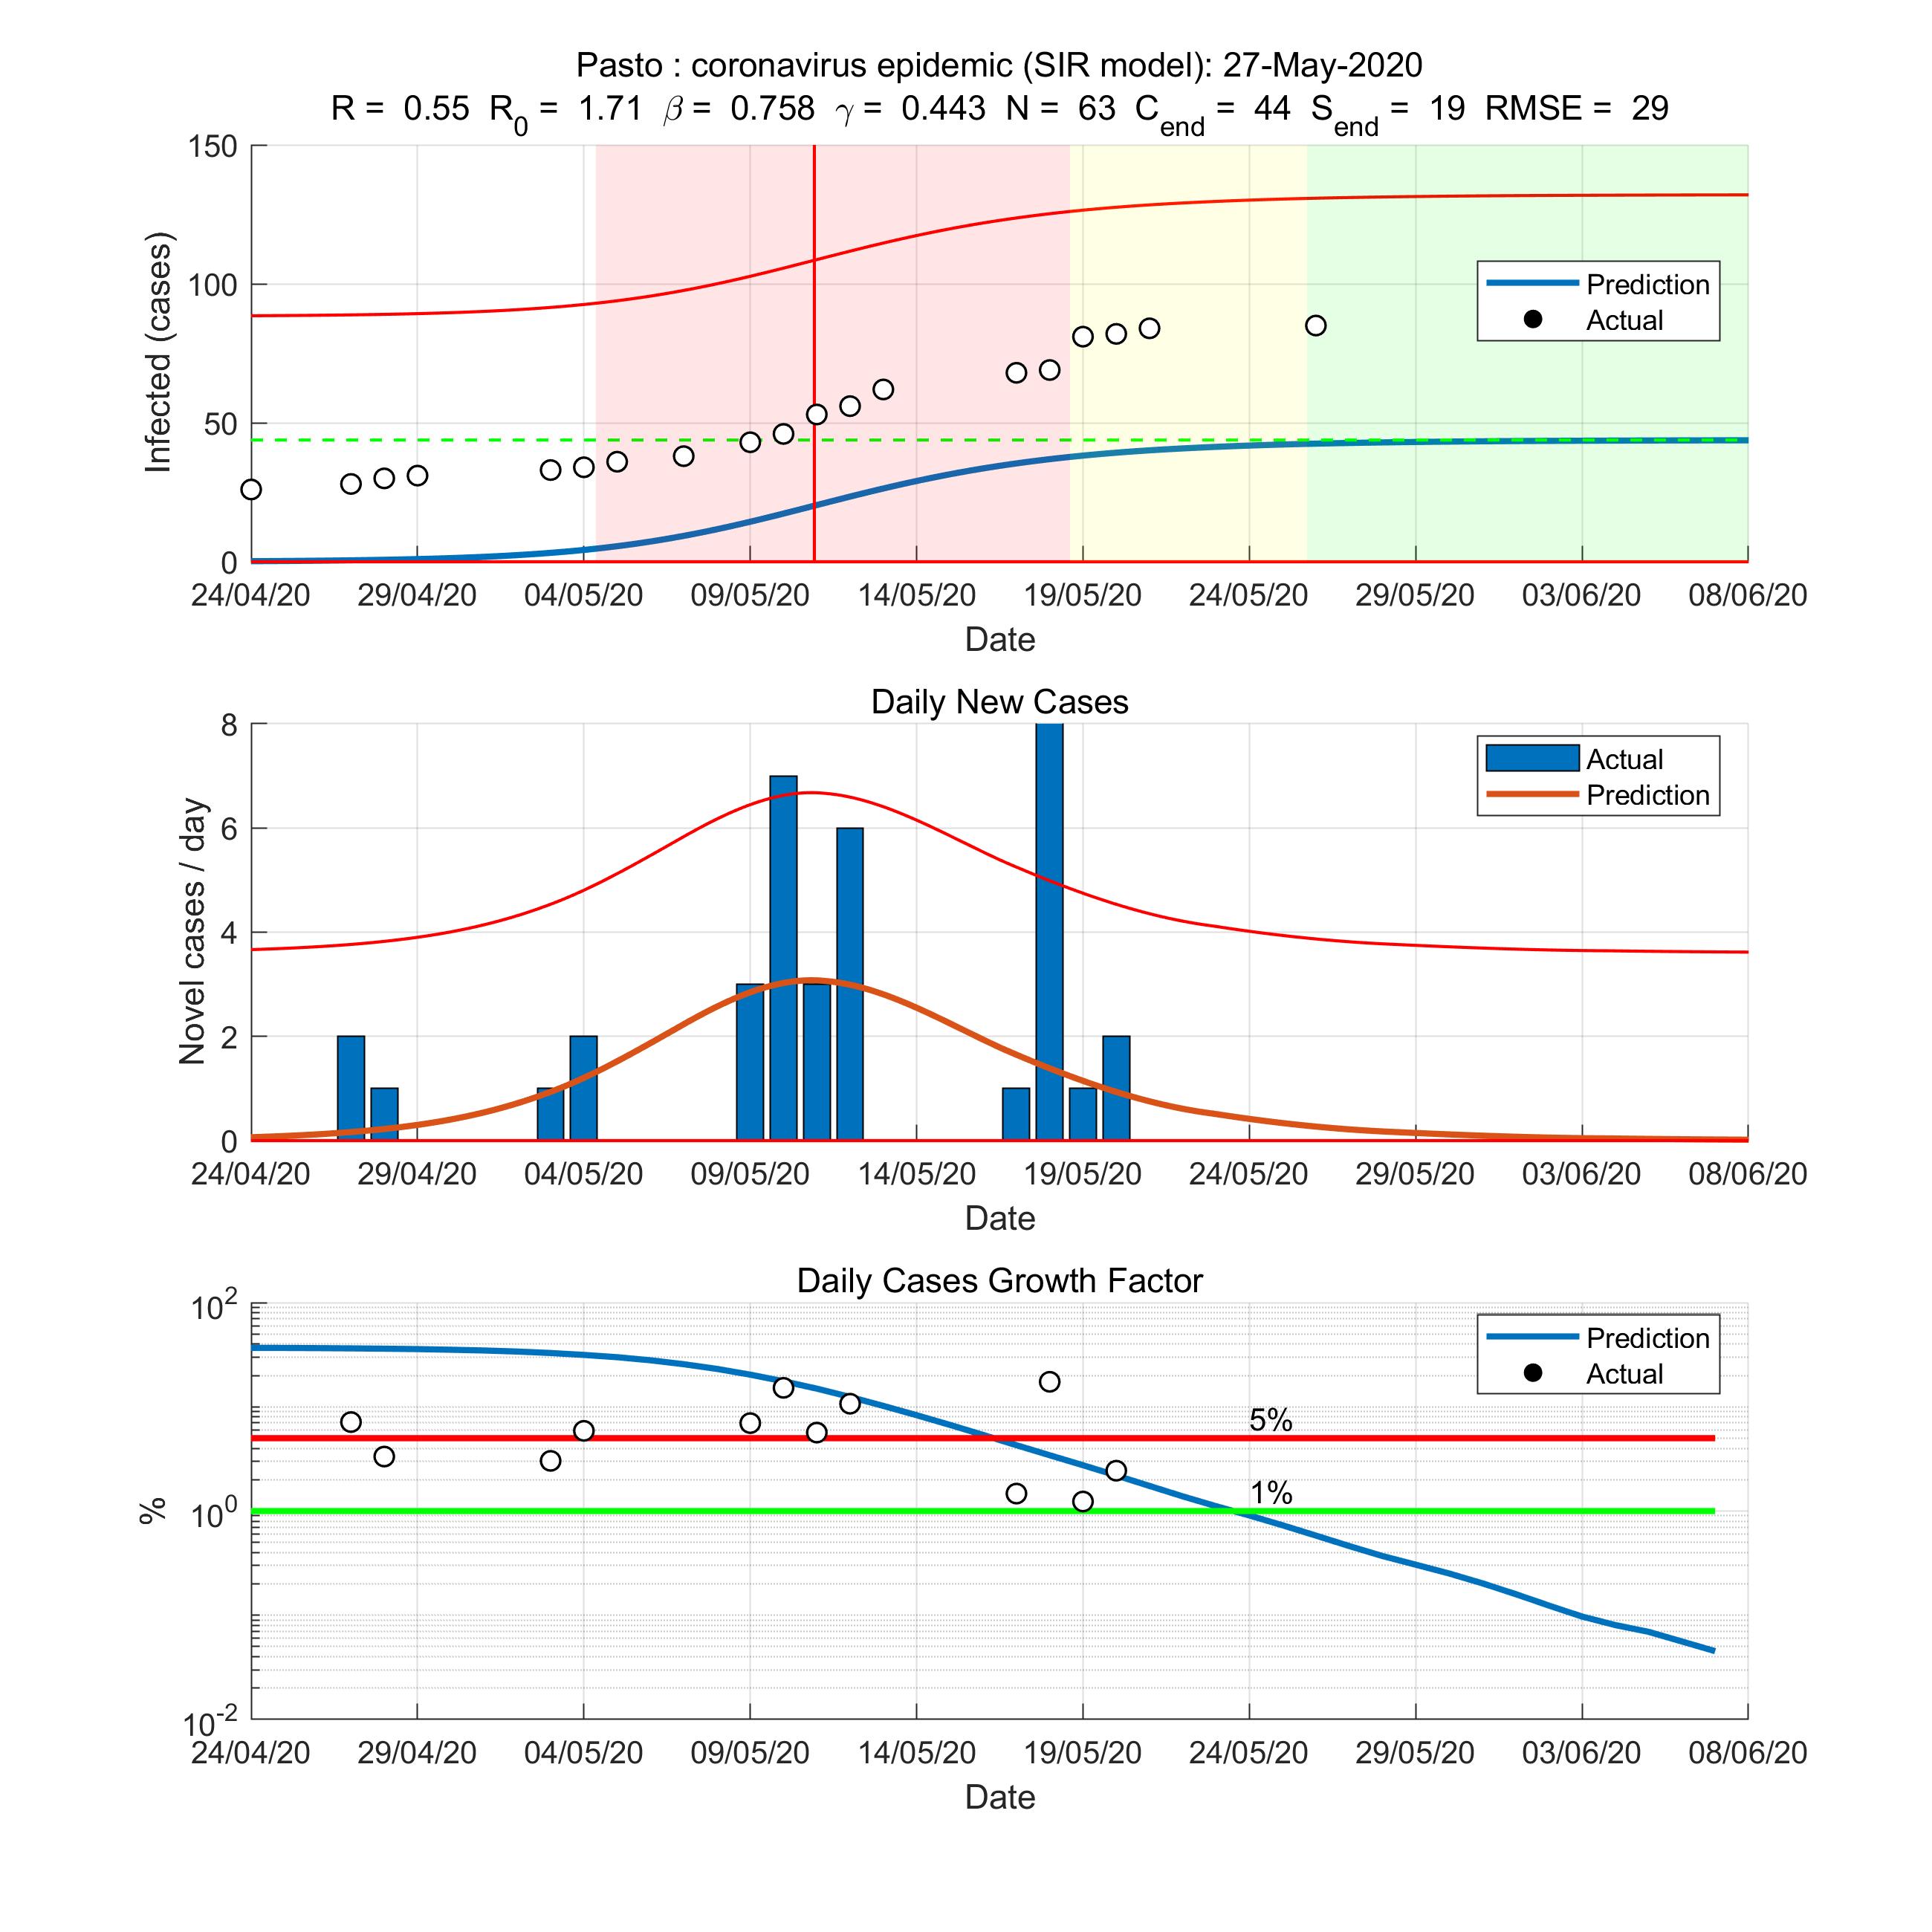 Pasto : coronavirus epidemic (SIR model): 27-May-2020
R = 0.55 R0 = 1.71 β = 0.758 γ = 0.443 N = 63 Cend = 44 Send = 19 RMSE = 29
150
100
50
0
Infected (cases)
Prediction
Actual
24/04/20 29/04/20 04/05/20 09/05/20 14/05/20 19/05/20 24/05/20 29/05/20 03/06/20 08/06/20
Date
Daily New Cases
8
6
4
2
0
Novel cases / day
Actual
Prediction
24/04/20 29/04/20 04/05/20 09/05/20 14/05/20 19/05/20 24/05/20 29/05/20 03/06/20 08/06/20
Date
Daily Cases Growth Factor
10^2
10^0
10^-2
%
Prediction
Actual
5%
1%
24/04/20 29/04/20 04/05/20 09/05/20 14/05/20 19/05/20 24/05/20 29/05/20 03/06/20 08/06/20
Date